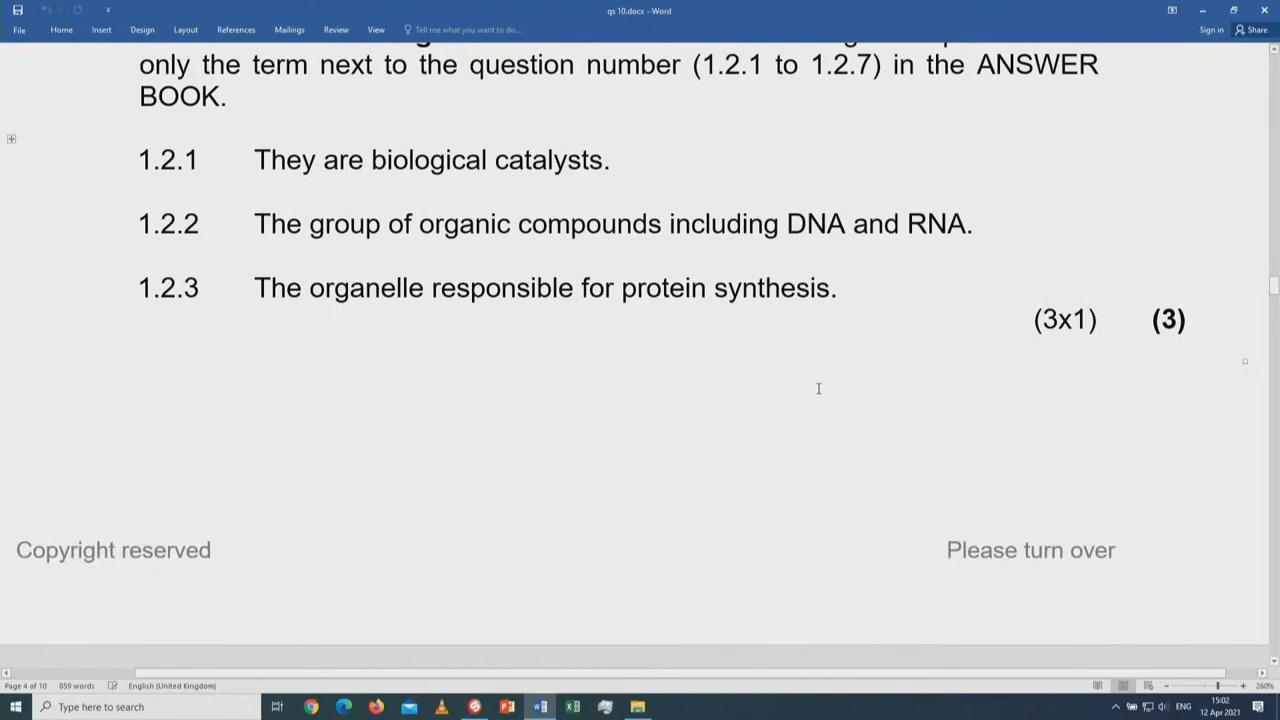 qs 10.docx - Word
File Home Insert Design Layout References Mailings Review View Tell me what you want to do... Sign in Share
only the term next to the question number (1.2.1 to 1.2.7) in the ANSWER
BOOK.
1.2.1 They are biological catalysts.
1.2.2 The group of organic compounds including DNA and RNA.
1.2.3 The organelle responsible for protein synthesis.
(3x1) (3)
Copyright reserved Please turn over
Page 4 of 10 859 words English (United Kingdom) 260%
Type here to search ENG 15:02
12 Apr 2021